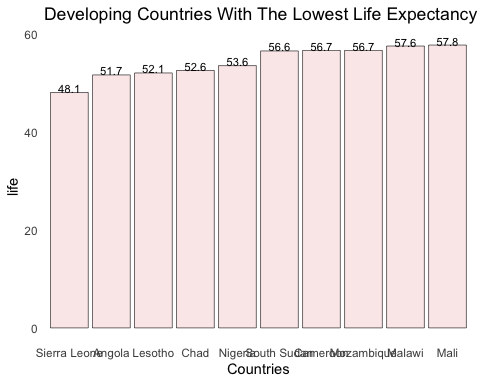 Developing Countries With The Lowest Life Expectancy
60
40
20
0
life
48.1 51.7 52.1 52.6 53.6 56.6 56.7 56.7 57.6 57.8
Sierra Leone Angola Lesotho Chad Nigeria South Sudan Cameroon Mozambique Malawi Mali
Countries